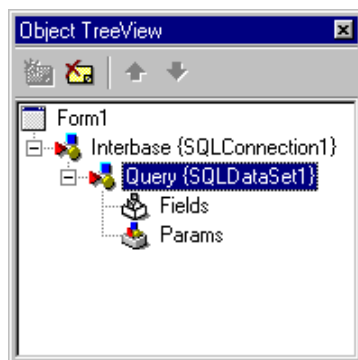 Object TreeView
Form1
Interbase {SQLConnection1}
Query {SQLDataSet1}
Fields
Params